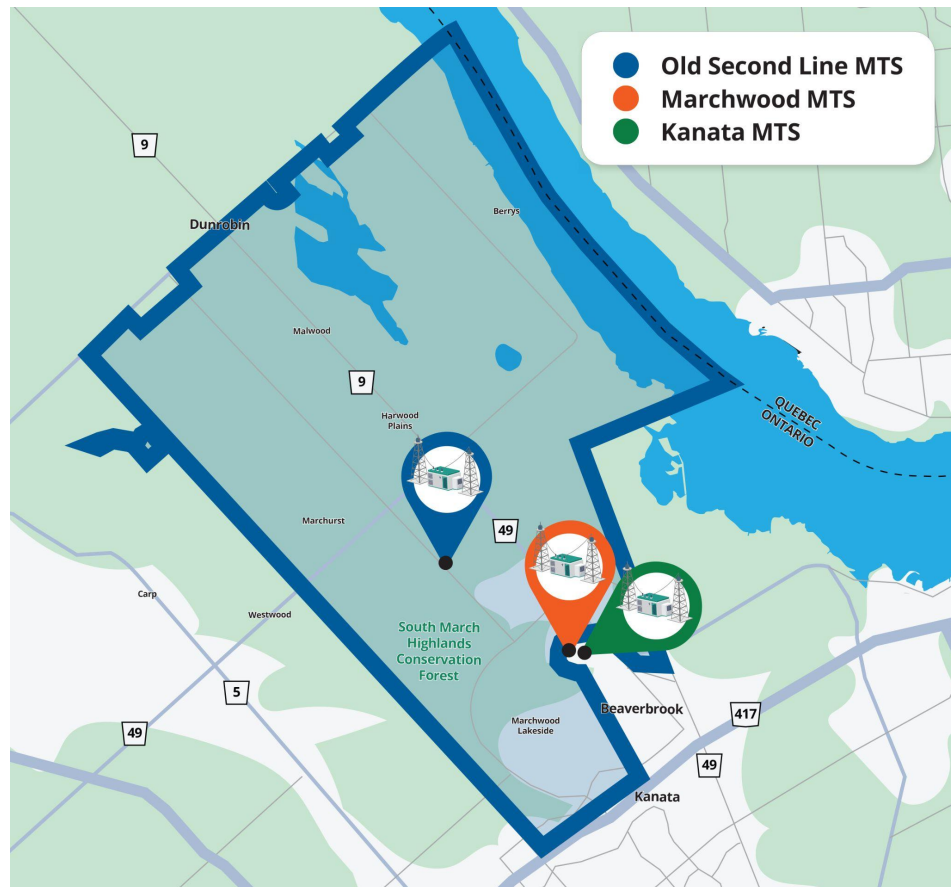 Old Second Line MTS
Marchwood MTS
Kanata MTS
9
Berrys
Dunrobin
Malwood
9
QUEBEC
ONTARIO
Harwood
Plains
Marchurst
49
Carp
Westwood
South March
Highlands
Conservation
Forest
5
Beaverbrook
417
Marchwood
Lakeside
49
49
Kanata